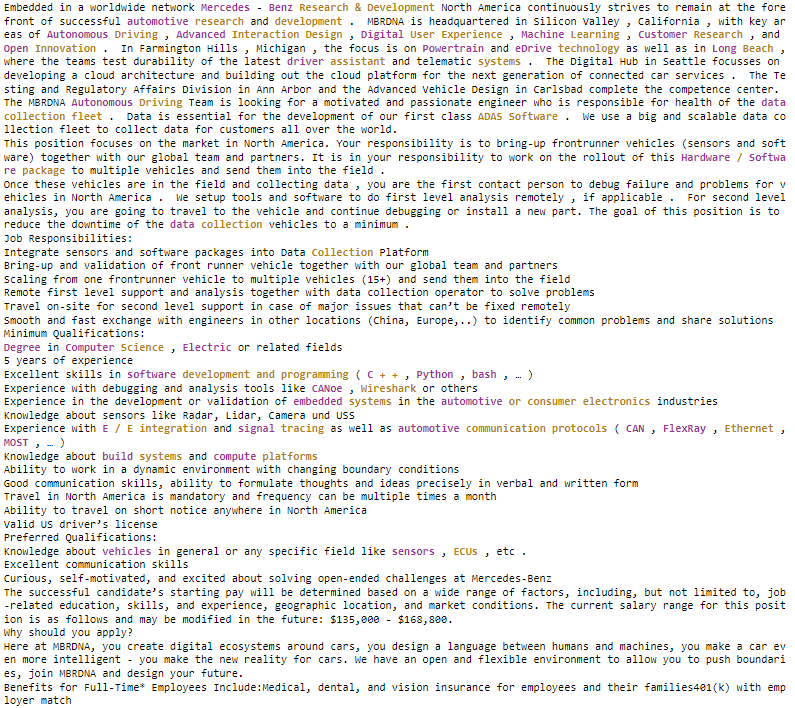 Embedded in a worldwide network Mercedes - Benz Research & Development North America continuously strives to remain at the fore
front of successful automotive research and development .  MBRDNA is headquartered in Silicon Valley , California , with key ar
eas of Autonomous Driving , Advanced Interaction Design , Digital User Experience , Machine Learning , Customer Research , and
Open Innovation .  In Farmington Hills , Michigan , the focus is on Powertrain and eDrive technology as well as in Long Beach ,
where the teams test durability of the latest driver assistant and telematic systems .  The Digital Hub in Seattle focusses on
developing a cloud architecture and building out the cloud platform for the next generation of connected car services .  The Te
sting and Regulatory Affairs Division in Ann Arbor and the Advanced Vehicle Design in Carlsbad complete the competence center.
The MBRDNA Autonomous Driving Team is looking for a motivated and passionate engineer who is responsible for health of the data
collection fleet .  Data is essential for the development of our first class ADAS Software .  We use a big and scalable data co
llection fleet to collect data for customers all over the world.
This position focuses on the market in North America. Your responsibility is to bring-up frontrunner vehicles (sensors and soft
ware) together with our global team and partners. It is in your responsibility to work on the rollout of this Hardware / Softwa
re package to multiple vehicles and send them into the field .
Once these vehicles are in the field and collecting data , you are the first contact person to debug failure and problems for v
ehicles in North America .  We setup tools and software to do first level analysis remotely , if applicable .  For second level
analysis, you are going to travel to the vehicle and continue debugging or install a new part. The goal of this position is to
reduce the downtime of the data collection vehicles to a minimum .
Job Responsibilities:
Integrate sensors and software packages into Data Collection Platform
Bring-up and validation of front runner vehicle together with our global team and partners
Scaling from one frontrunner vehicle to multiple vehicles (15+) and send them into the field
Remote first level support and analysis together with data collection operator to solve problems
Travel on-site for second level support in case of major issues that can't be fixed remotely
Smooth and fast exchange with engineers in other locations (China, Europe,..) to identify common problems and share solutions
Minimum Qualifications:
Degree in Computer Science , Electric or related fields
5 years of experience
Excellent skills in software development and programming ( C + + , Python , bash , … )
Experience with debugging and analysis tools like CANoe , Wireshark or others
Experience in the development or validation of embedded systems in the automotive or consumer electronics industries
Knowledge about sensors like Radar, Lidar, Camera und USS
Experience with E / E integration and signal tracing as well as automotive communication protocols ( CAN , FlexRay , Ethernet ,
MOST , … )
Knowledge about build systems and compute platforms
Ability to work in a dynamic environment with changing boundary conditions
Good communication skills, ability to formulate thoughts and ideas precisely in verbal and written form
Travel in North America is mandatory and frequency can be multiple times a month
Ability to travel on short notice anywhere in North America
Valid US driver's license
Preferred Qualifications:
Knowledge about vehicles in general or any specific field like sensors , ECUs , etc .
Excellent communication skills
Curious, self-motivated, and excited about solving open-ended challenges at Mercedes-Benz
The successful candidate's starting pay will be determined based on a wide range of factors, including, but not limited to, job
-related education, skills, and experience, geographic location, and market conditions. The current salary range for this posit
ion is as follows and may be modified in the future: $135,000 - $168,800.
Why should you apply?
Here at MBRDNA, you create digital ecosystems around cars, you design a language between humans and machines, you make a car ev
en more intelligent - you make the new reality for cars. We have an open and flexible environment to allow you to push boundari
es, join MBRDNA and design your future.
Benefits for Full-Time* Employees Include:Medical, dental, and vision insurance for employees and their families401(k) with emp
loyer match